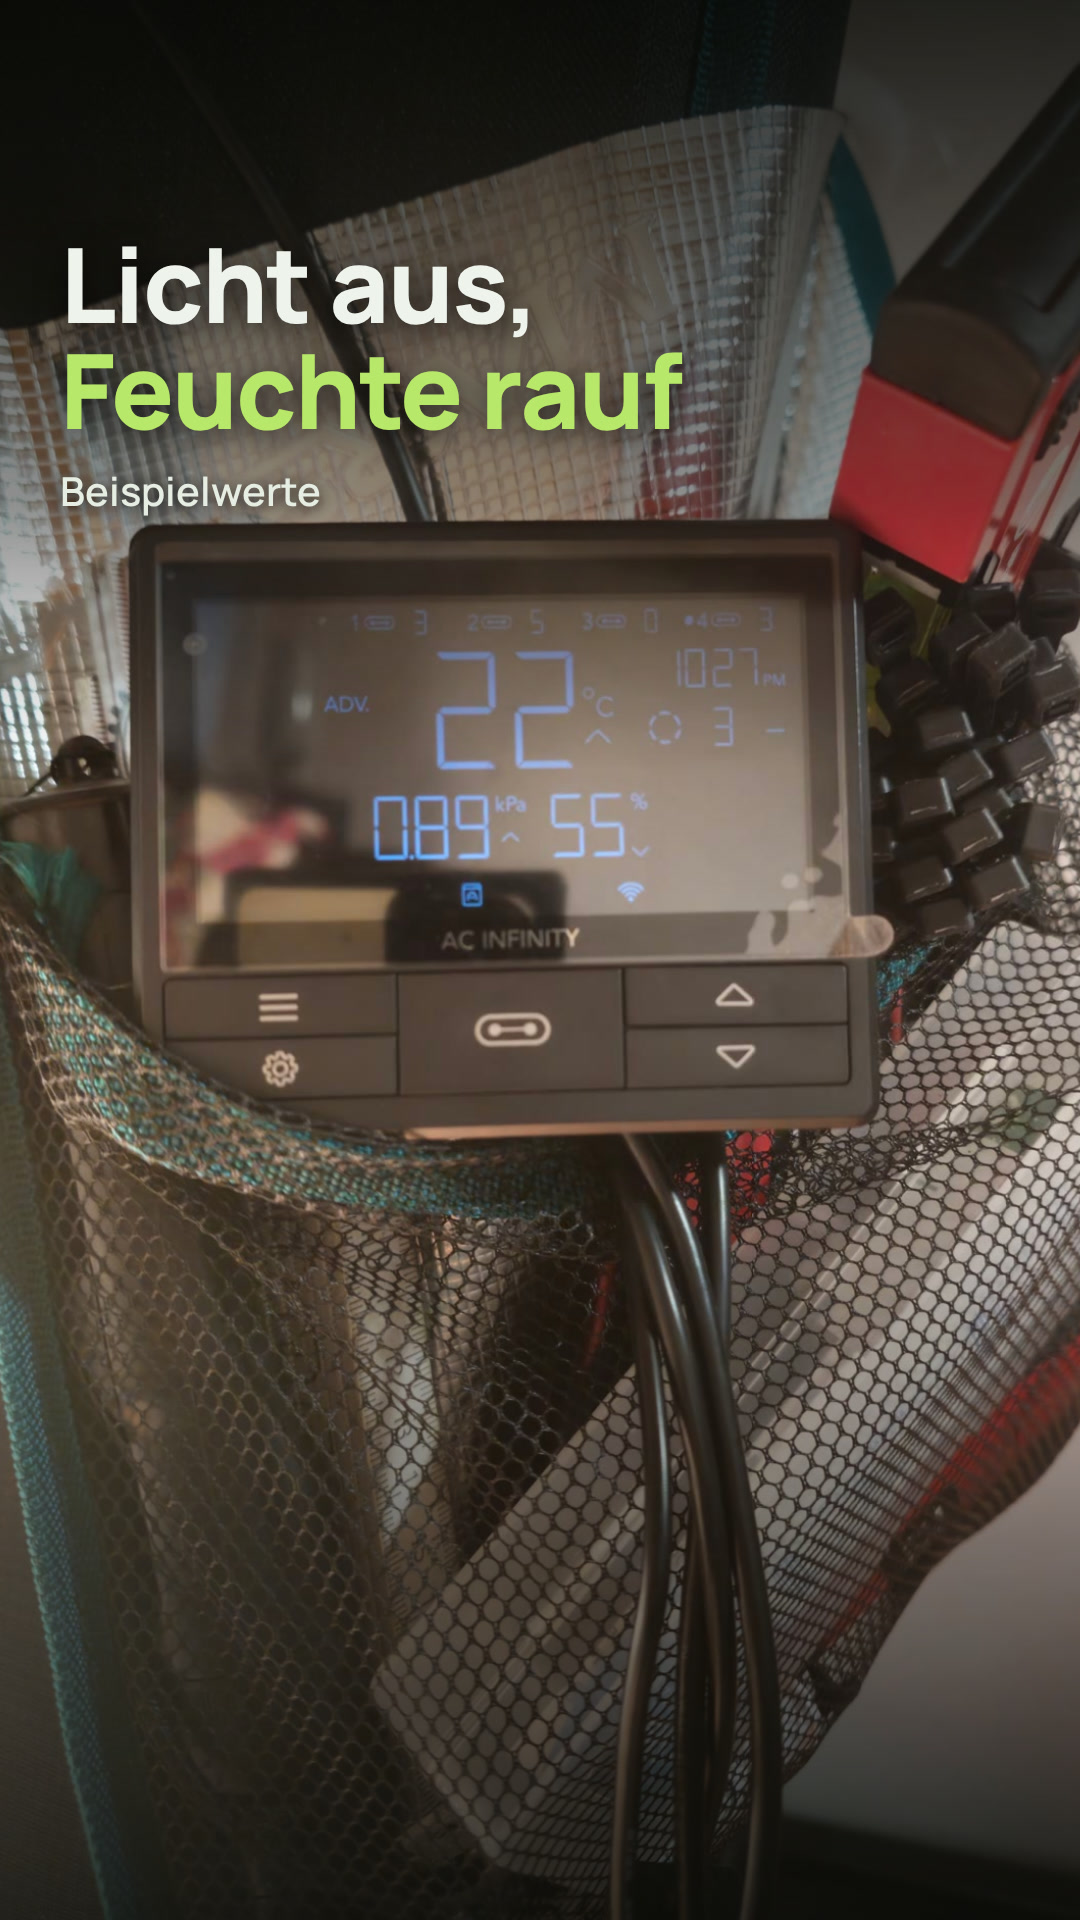 Licht aus,
Feuchte rauf
Beispielwerte
1 3 2 5 3 0 4 3
ADV. 22 °C 10:27 PM
3 -
0.89 kPa 55 %
AC INFINITY